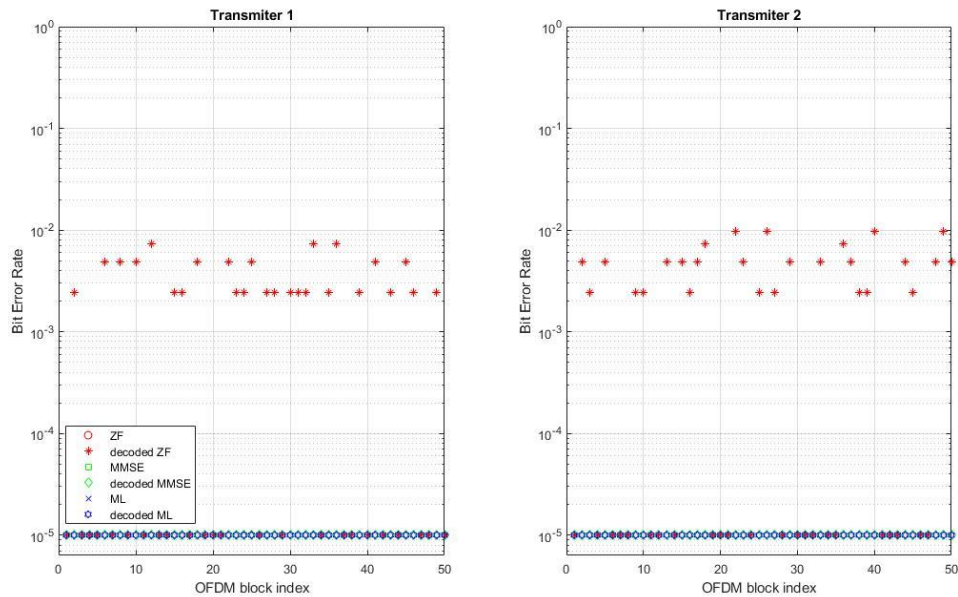 Transmiter 1
10^0
10^-1
10^-2
10^-3
10^-4
10^-5
Bit Error Rate
0 10 20 30 40 50
OFDM block index
ZF
decoded ZF
MMSE
decoded MMSE
ML
decoded ML
Transmiter 2
10^0
10^-1
10^-2
10^-3
10^-4
10^-5
Bit Error Rate
0 10 20 30 40 50
OFDM block index